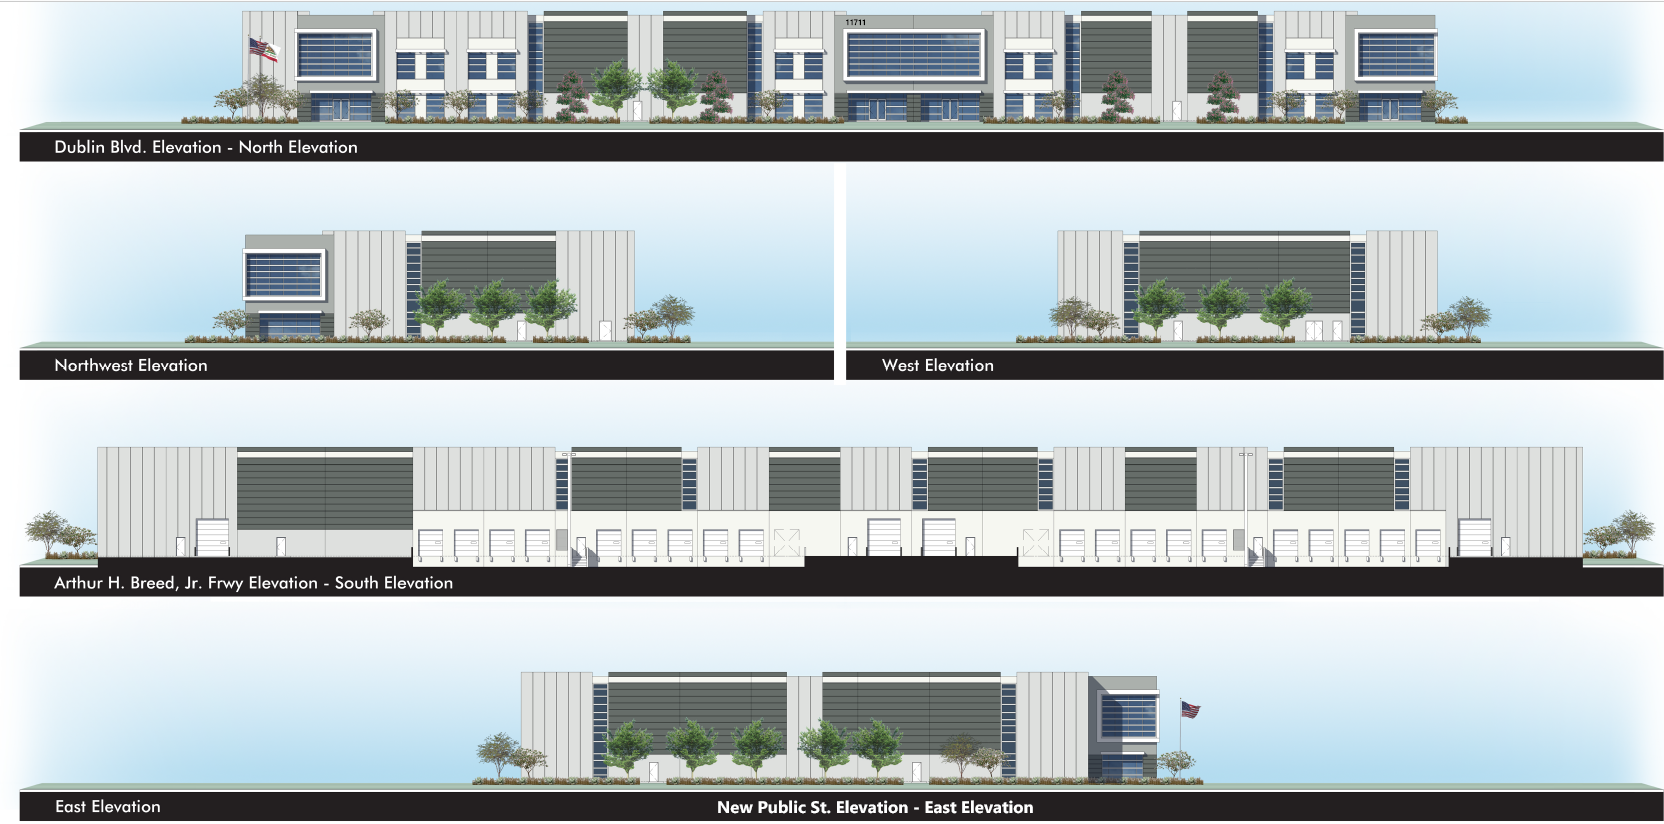 11711
Dublin Blvd. Elevation - North Elevation
Northwest Elevation
West Elevation
Arthur H. Breed, Jr. Frwy Elevation - South Elevation
East Elevation
New Public St. Elevation - East Elevation